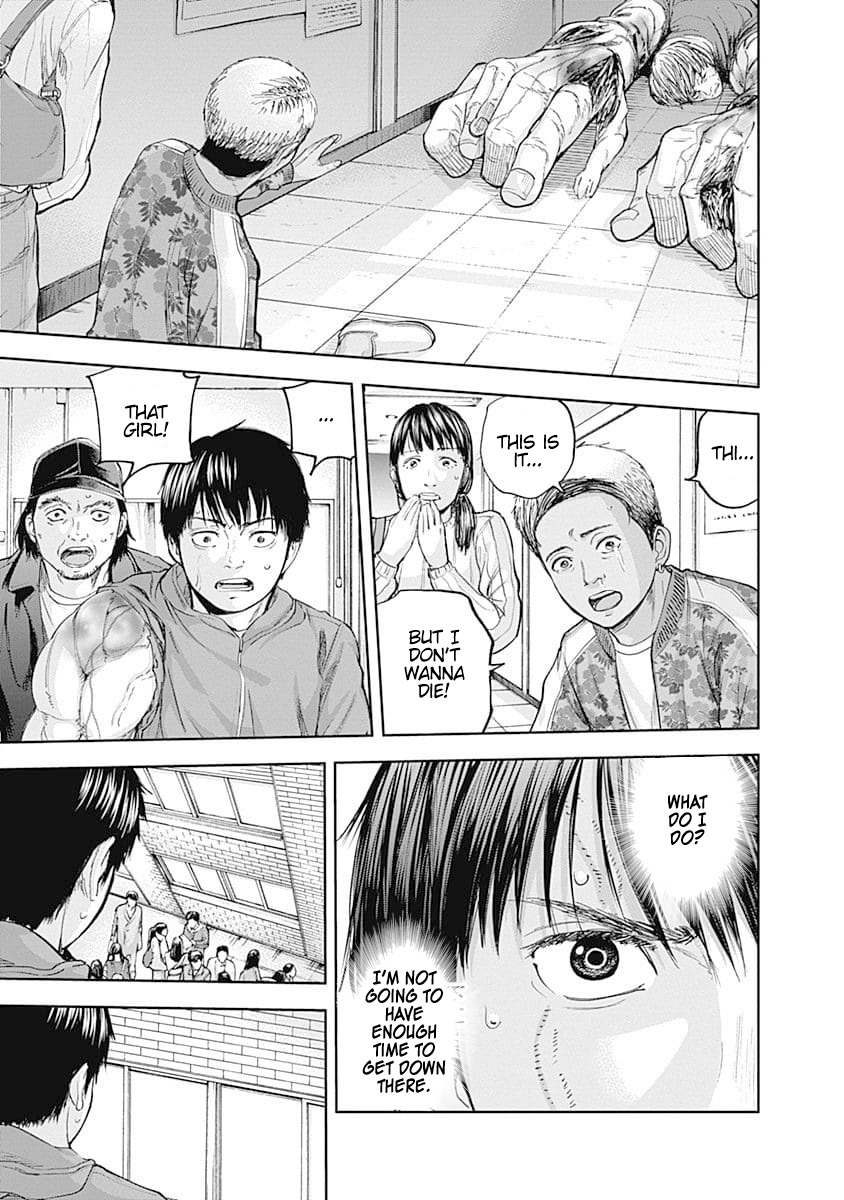 THI...
THIS IS
IT...
BUT I
DON'T
WANNA
DIE!
...
THAT
GIRL!
WHAT
DO I
DO?
I'M NOT
GOING TO
HAVE
ENOUGH
TIME TO
GET DOWN
THERE.